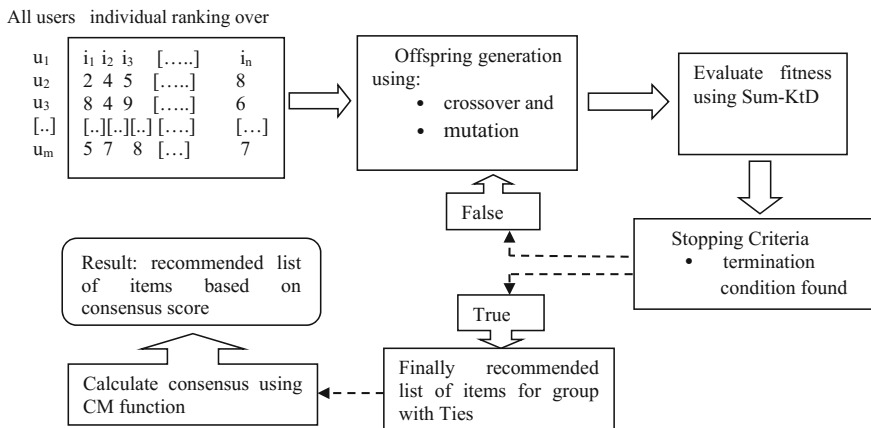 All users individual ranking over
u1 i1 i2 i3 [.....] in
u2 2 4 5 [.....] 8
u3 8 4 9 [.....] 6
[..] [..][..][..] [....] [...]
um 5 7 8 [...] 7
Offspring generation
using:
• crossover and
• mutation
Evaluate fitness
using Sum-KtD
False
Stopping Criteria
• termination
condition found
True
Result: recommended list
of items based on
consensus score
Finally recommended
list of items for group
with Ties
Calculate consensus using
CM function